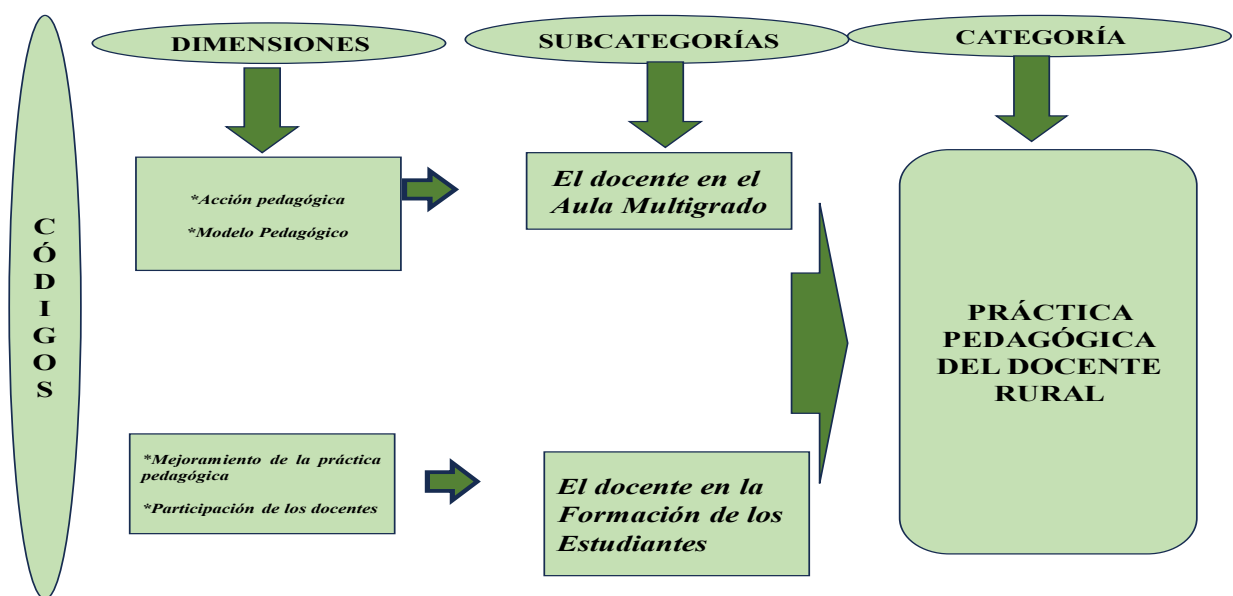 DIMENSIONES
SUBCATEGORÍAS
CATEGORÍA
CÓDIGOS
*Acción pedagógica
*Modelo Pedagógico
El docente en el
Aula Multigrado
PRÁCTICA
PEDAGÓGICA
DEL DOCENTE
RURAL
*Mejoramiento de la práctica
pedagógica
*Participación de los docentes
El docente en la
Formación de los
Estudiantes